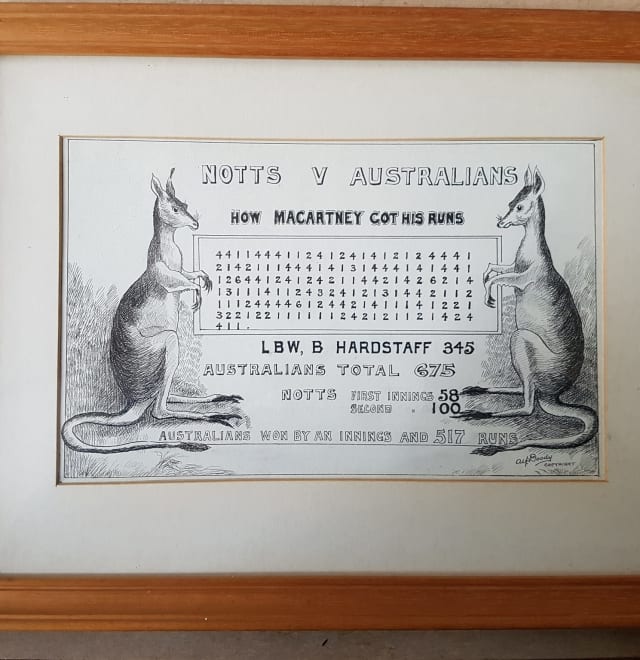 NOTTS V AUSTRALIANS
HOW MACARTNEY GOT HIS RUNS
4 4 1 1 4 4 4 1 1 2 4 1 2 4 1 4 1 2 1 2 4 4 4 1
2 1 4 2 1 1 1 4 4 4 1 4 1 3 1 4 4 1 4 1 4 4 1
1 2 6 4 4 1 2 4 1 2 4 2 1 1 4 4 2 1 4 2 6 2 1 4
1 3 1 1 1 4 1 1 2 4 3 2 4 1 2 1 3 1 4 4 2 1 1 2
1 1 1 2 4 4 4 4 6 1 2 4 4 2 1 4 1 1 1 4 1 2 2 1
3 2 2 1 2 2 1 1 1 1 1 1 2 4 2 1 2 1 1 2 1 4 2 4
4 1 1 .
LBW, B HARDSTAFF 345
AUSTRALIANS TOTAL 675
NOTTS FIRST INNINGS 58
SECOND " 100
AUSTRALIANS WON BY AN INNINGS AND 517 RUNS
COPYRIGHT